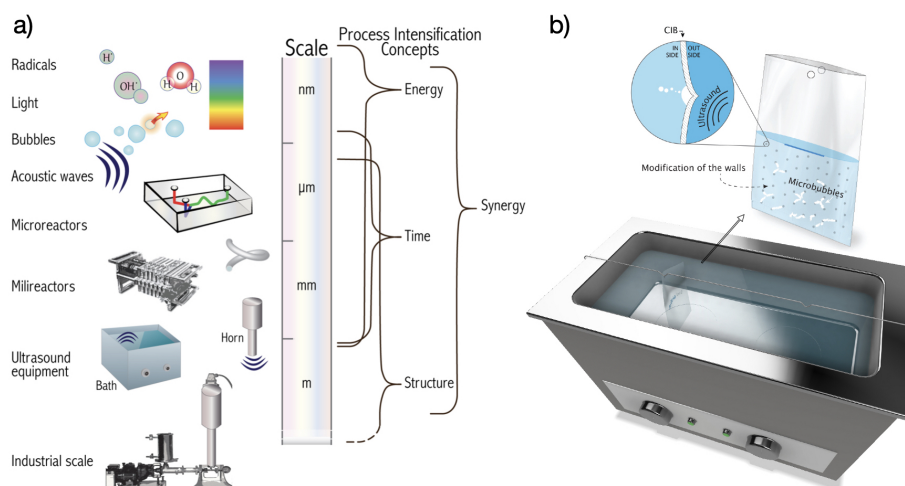 a)
Radicals
Light
Bubbles
Acoustic waves
Microreactors
Milireactors
Ultrasound
equipment
Industrial scale
H·
OH·
O
H H
Horn
Bath
Scale
nm
µm
mm
m
Process Intensification
Concepts
Energy
Time
Structure
Synergy
b)
CIB
IN SIDE
OUT SIDE
Ultrasound
Modification of the walls
Microbubbles